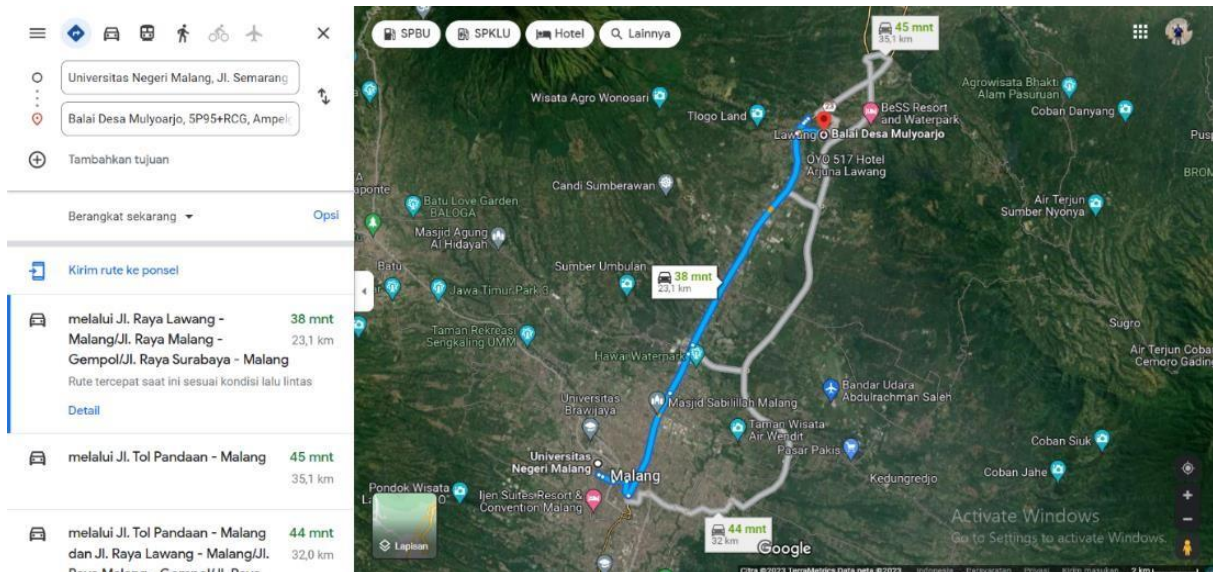 Universitas Negeri Malang, Jl. Semarang
Balai Desa Mulyoarjo, 5P95+RCG, Ampel
Tambahkan tujuan
Berangkat sekarang
Opsi
Kirim rute ke ponsel
melalui Jl. Raya Lawang -
Malang/Jl. Raya Malang -
Gempol/Jl. Raya Surabaya - Malang
38 mnt
23,1 km
Rute tercepat saat ini sesuai kondisi lalu lintas
Detail
melalui Jl. Tol Pandaan - Malang
45 mnt
35,1 km
melalui Jl. Tol Pandaan - Malang
dan Jl. Raya Lawang - Malang/Jl.
44 mnt
32,0 km
SPBU
SPKLU
Hotel
Lainnya
45 mnt
35,1 km
Wisata Agro Wonosari
Tlogo Land
23
BeSS Resort
and Waterpark
Agrowisata Bhakti
Alam Pasuruan
Coban Danyang
Lawang
Balai Desa Mulyoarjo
OYO 517 Hotel
Arjuna Lawang
Candi Sumberawan
Batu Love Garden
BALOGA
Masjid Agung
Al Hidayah
Air Terjun
Sumber Nyonya
Batu
Sumber Umbulan
Jawa Timur Park 3
38 mnt
23,1 km
Taman Rekreasi
Sengkaling UMM
Hawai Waterpark
Sugro
Universitas
Brawijaya
Masjid Sabilillah Malang
Bandar Udara
Abdulrachman Saleh
Taman Wisata
Air Wendit
Pasar Pakis
Universitas
Negeri Malang
Malang
Kedungredjo
Coban Siuk
Coban Jahe
Pondok Wisata
Ijen Suites Resort &
Convention Malang
Lapisan
44 mnt
32 km
Google
Activate Windows
Go to Settings to activate Windows.
2 km